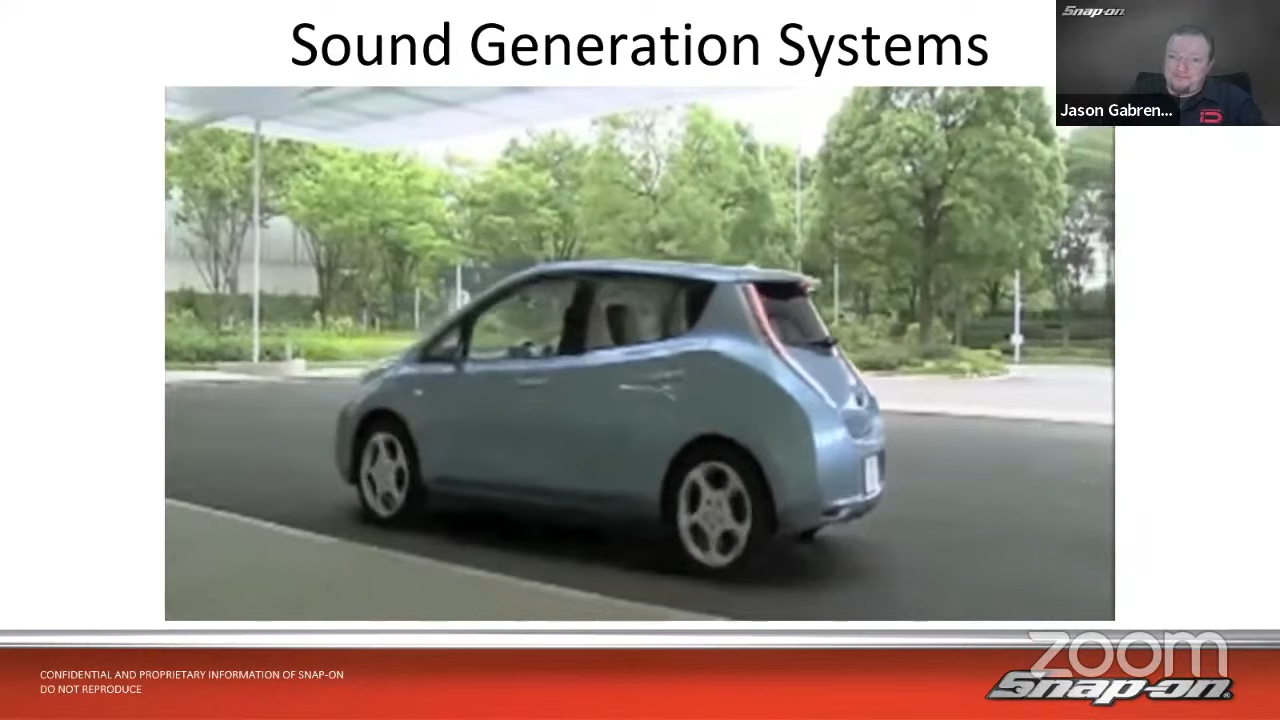 Sound Generation Systems
Snap-on
Jason Gabren...
CONFIDENTIAL AND PROPRIETARY INFORMATION OF SNAP-ON
DO NOT REPRODUCE
zoom
Snap-on